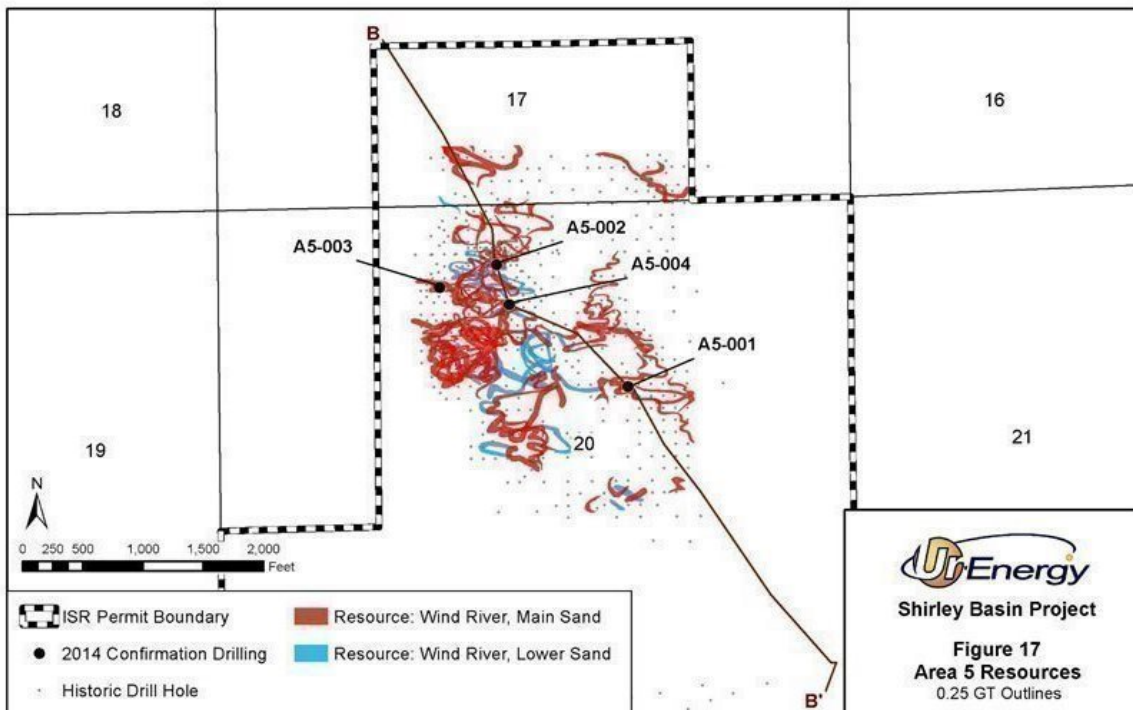 B
18
17
16
A5-003
A5-002
A5-004
A5-001
19
20
21
N
0 250 500 1,000 1,500 2,000
Feet
ISR Permit Boundary
2014 Confirmation Drilling
Historic Drill Hole
Resource: Wind River, Main Sand
Resource: Wind River, Lower Sand
B'
Ur Energy
Shirley Basin Project
Figure 17
Area 5 Resources
0.25 GT Outlines